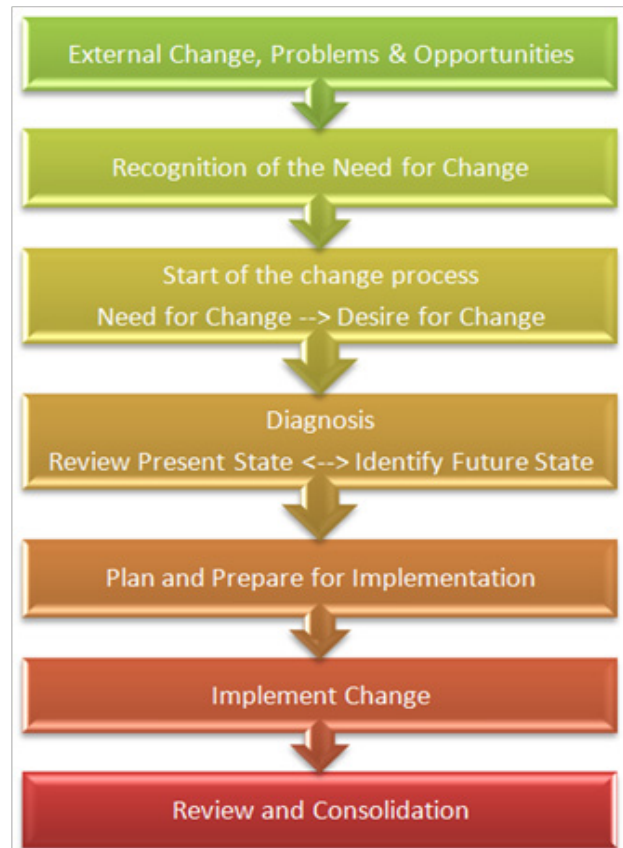 External Change, Problems & Opportunities
Recognition of the Need for Change
Start of the change process
Need for Change --> Desire for Change
Diagnosis
Review Present State <--> Identify Future State
Plan and Prepare for Implementation
Implement Change
Review and Consolidation